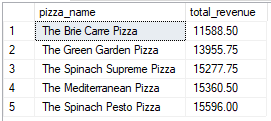 pizza_name total_revenue
1 The Brie Carre Pizza 11588.50
2 The Green Garden Pizza 13955.75
3 The Spinach Supreme Pizza 15277.75
4 The Mediterranean Pizza 15360.50
5 The Spinach Pesto Pizza 15596.00